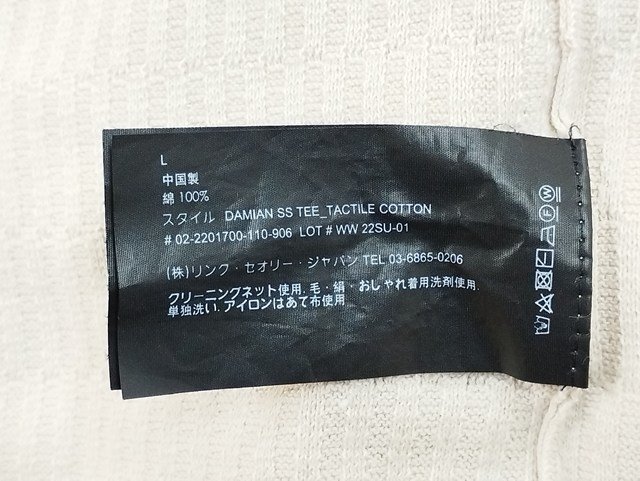 L
中国製
綿 100%
スタイル DAMIAN SS TEE_TACTILE COTTON
# 02-2201700-110-906 LOT # WW 22SU-01
(株)リンク・セオリー・ジャパン TEL 03-6865-0206
クリーニングネット使用. 毛・絹・おしゃれ着用洗剤使用.
単独洗い. アイロンはあて布使用